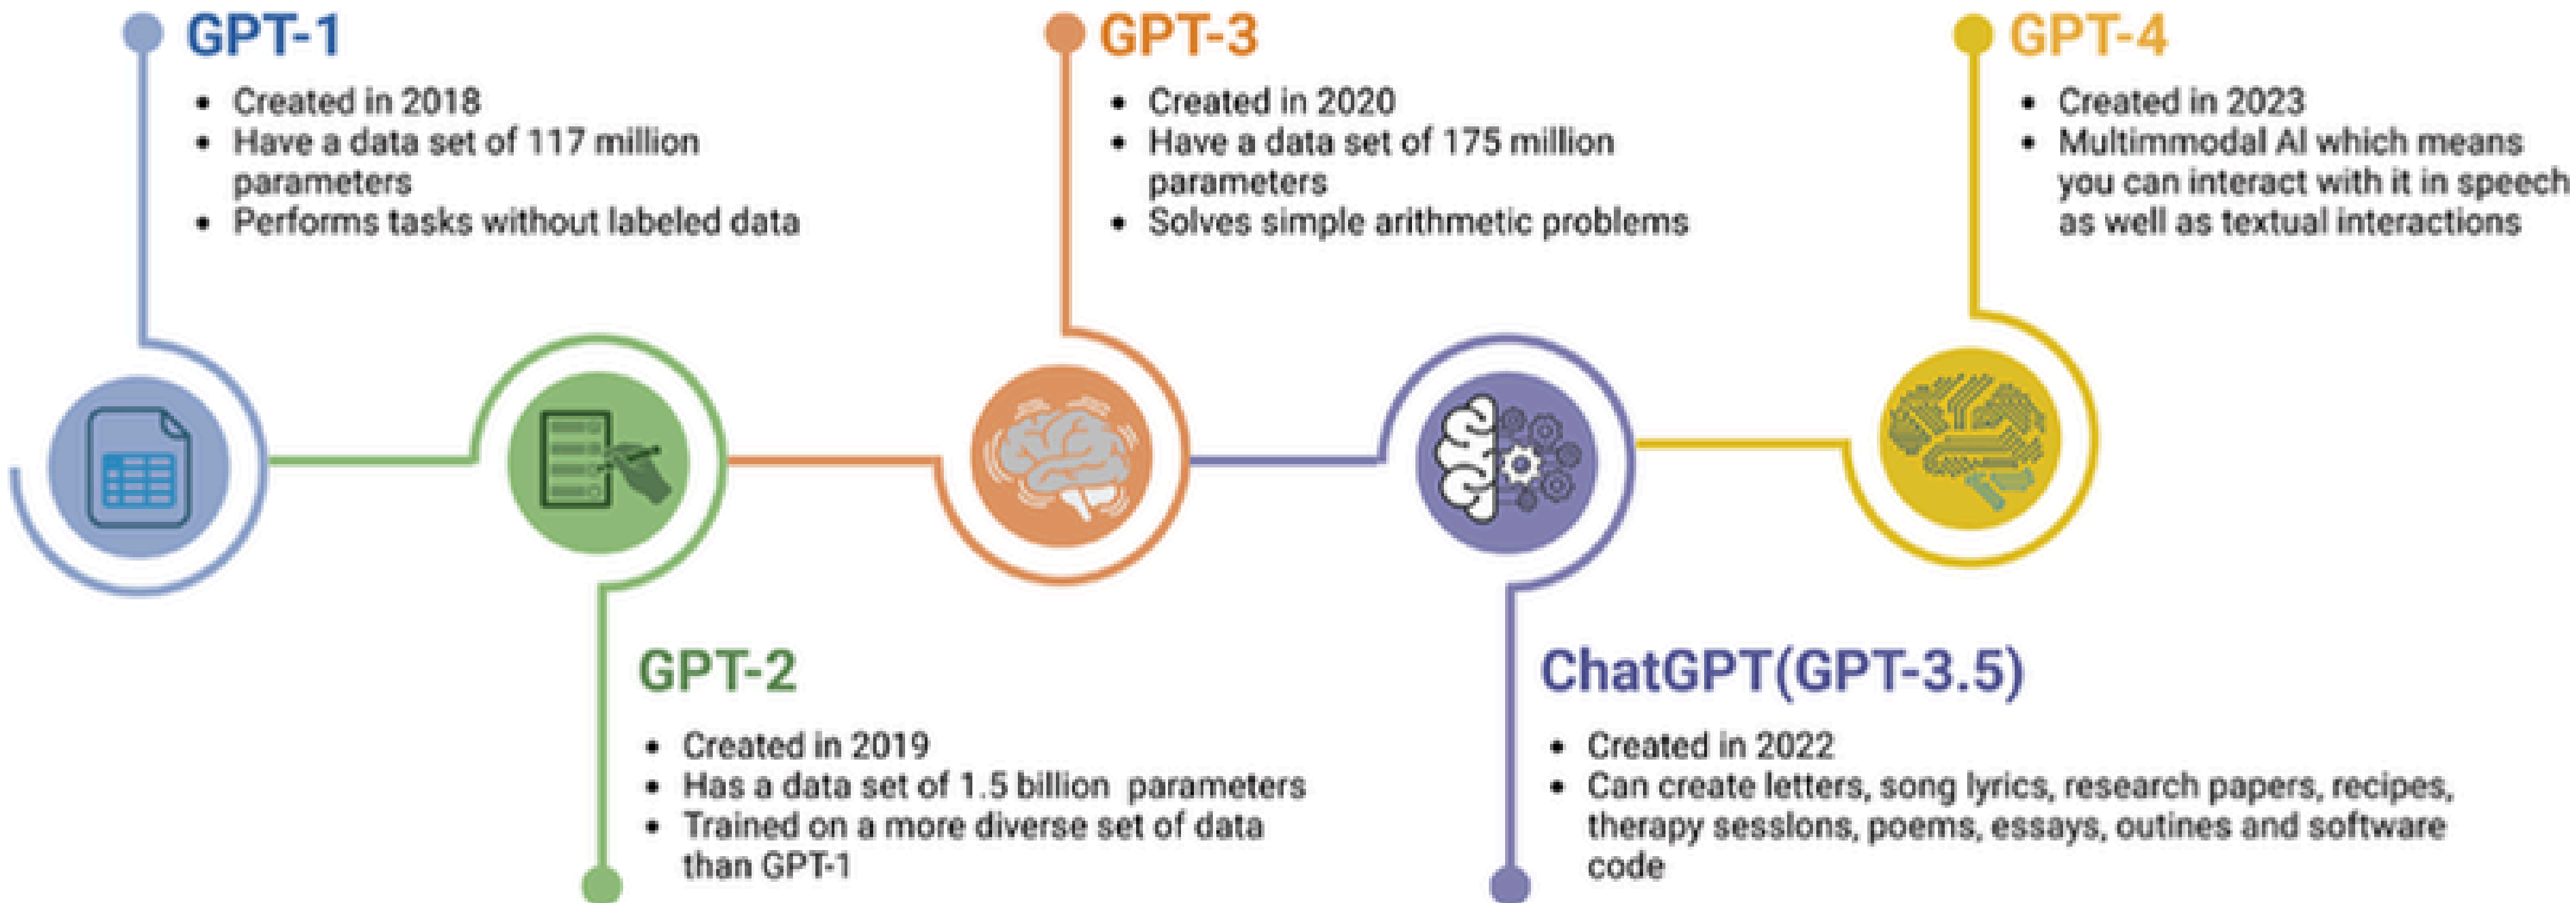 GPT-1
• Created in 2018
• Have a data set of 117 million
parameters
• Performs tasks without labeled data
GPT-2
• Created in 2019
• Has a data set of 1.5 billion parameters
• Trained on a more diverse set of data
than GPT-1
GPT-3
• Created in 2020
• Have a data set of 175 million
parameters
• Solves simple arithmetic problems
ChatGPT(GPT-3.5)
• Created in 2022
• Can create letters, song lyrics, research papers, recipes,
therapy sesslons, poems, essays, outines and software
code
GPT-4
• Created in 2023
• Multimmodal AI which means
you can interact with it in speech
as well as textual interactions